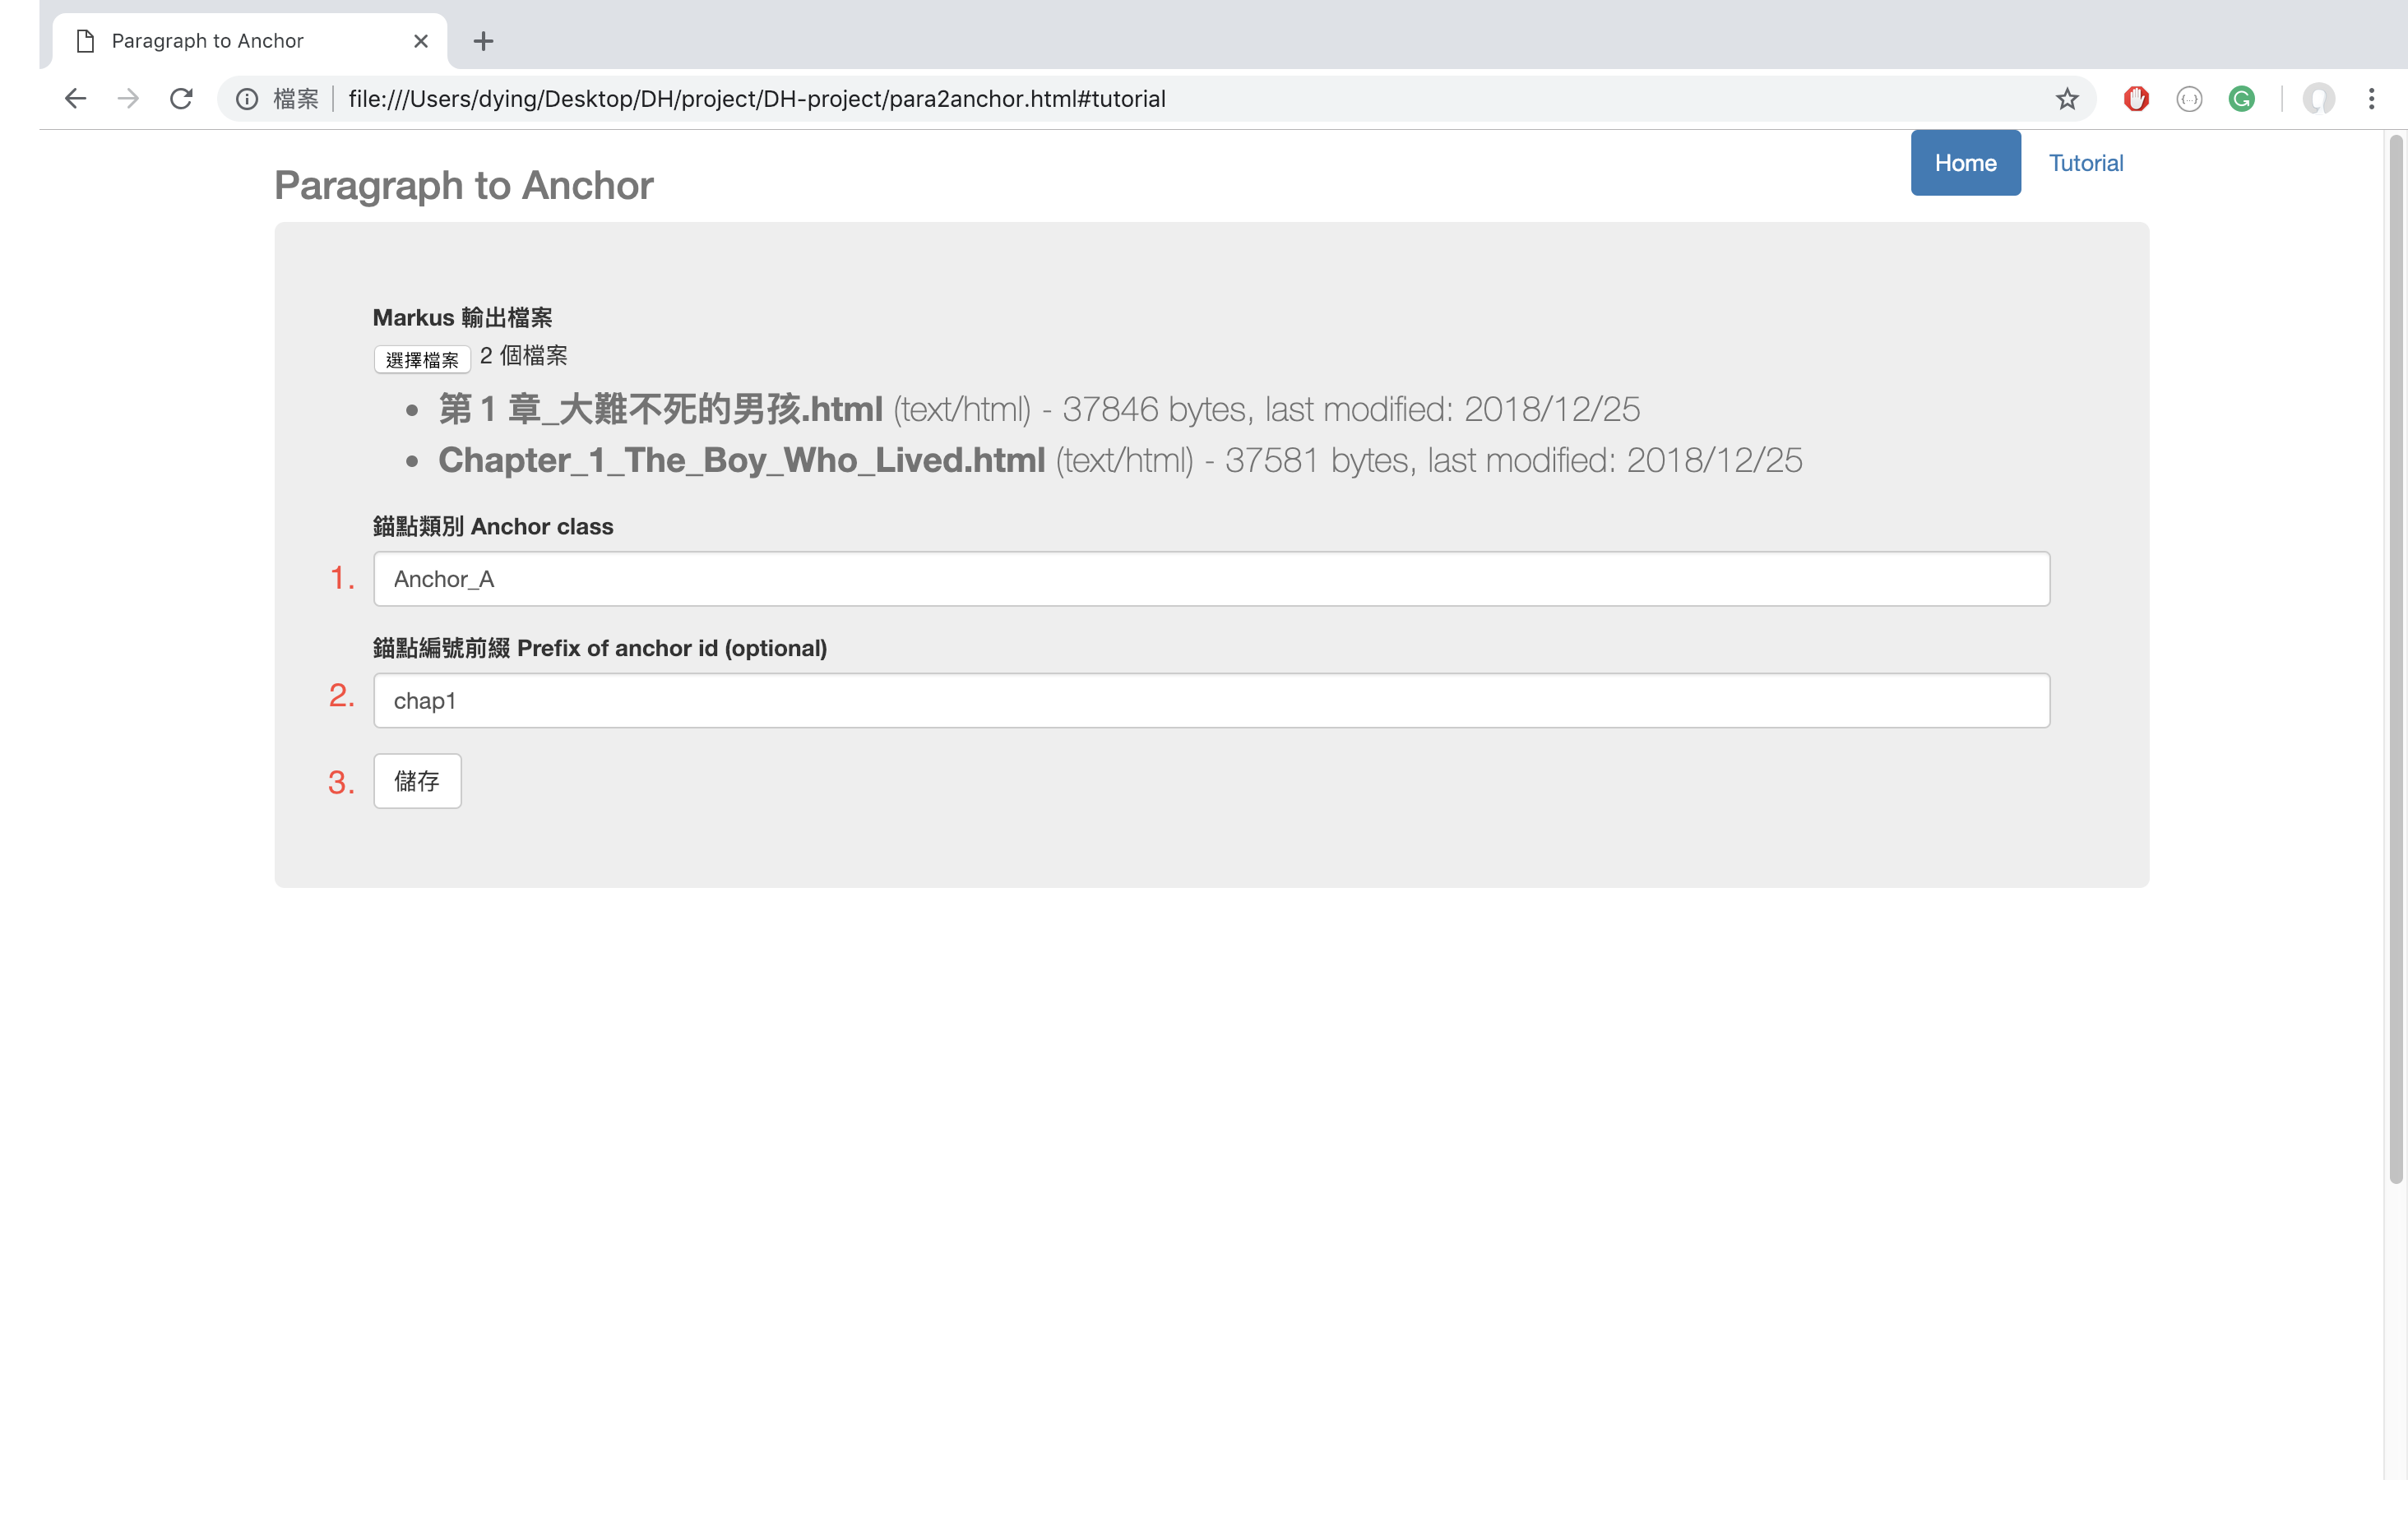 Paragraph to Anchor
檔案 file:///Users/dying/Desktop/DH/project/DH-project/para2anchor.html#tutorial
Home Tutorial
Paragraph to Anchor
Markus 輸出檔案
選擇檔案 2 個檔案
第 1 章_大難不死的男孩.html (text/html) - 37846 bytes, last modified: 2018/12/25
Chapter_1_The_Boy_Who_Lived.html (text/html) - 37581 bytes, last modified: 2018/12/25
錨點類別 Anchor class
1. Anchor_A
錨點編號前綴 Prefix of anchor id (optional)
2. chap1
3. 儲存